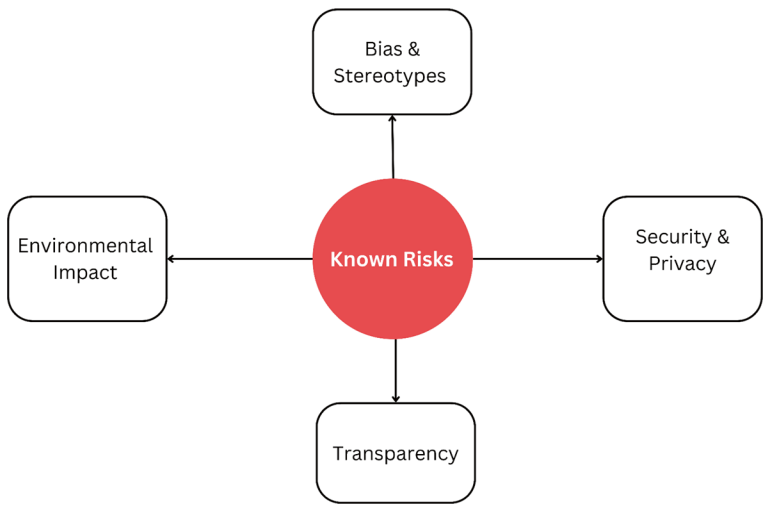 Bias &
Stereotypes
Environmental
Impact
Known Risks
Security &
Privacy
Transparency